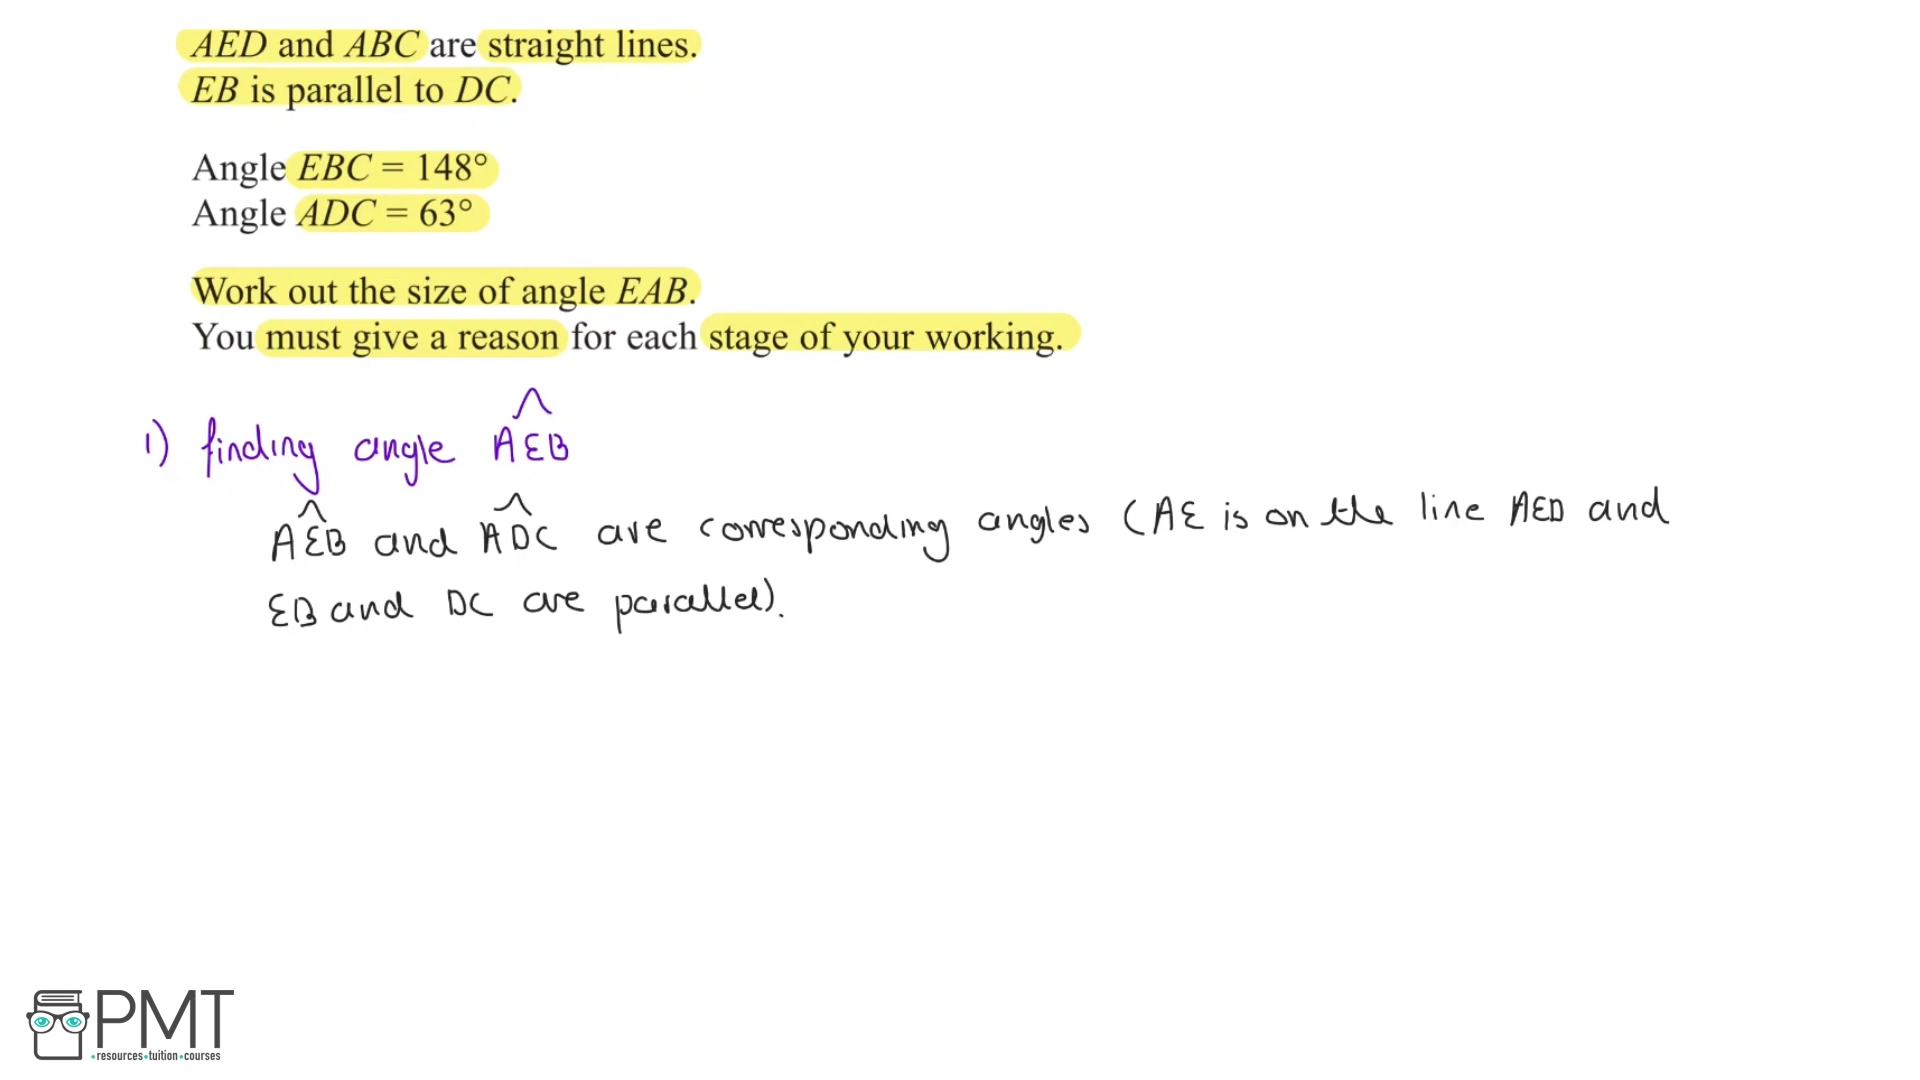 AED and ABC are straight lines.
EB is parallel to DC.
Angle EBC = 148°
Angle ADC = 63°
Work out the size of angle EAB.
You must give a reason for each stage of your working.
1) finding angle AÊB
AÊB and AD̂C are corresponding angles (AE is on the line AED and
EB and DC are parallel).
PMT
•resources•tuition•courses